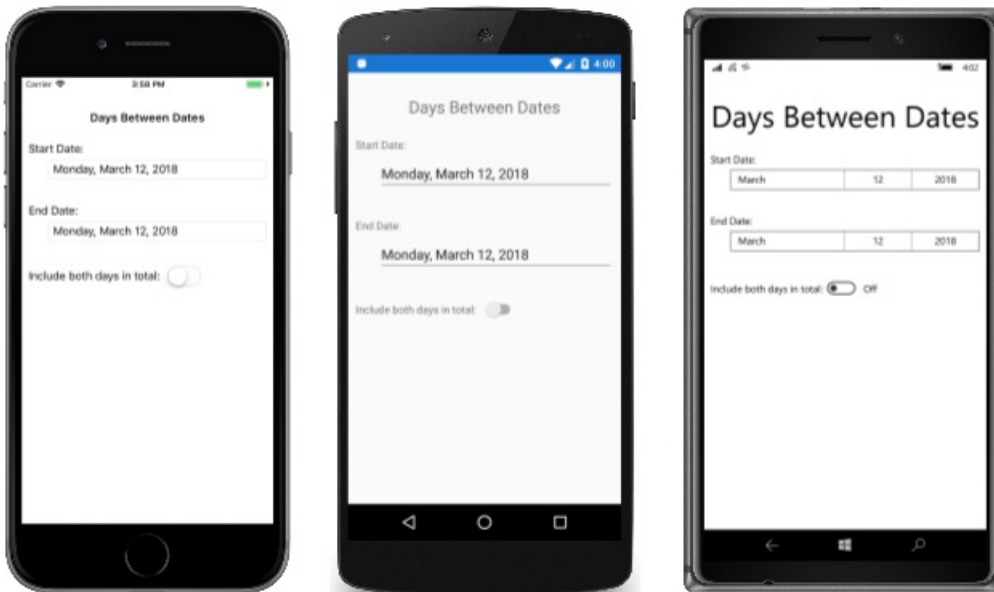 Carrier 3:58 PM
Days Between Dates
Start Date:
Monday, March 12, 2018
End Date:
Monday, March 12, 2018
Include both days in total:
4:00
Days Between Dates
Start Date:
Monday, March 12, 2018
End Date:
Monday, March 12, 2018
Include both days in total:
4:02
Days Between Dates
Start Date:
March 12 2018
End Date:
March 12 2018
Include both days in total: Off